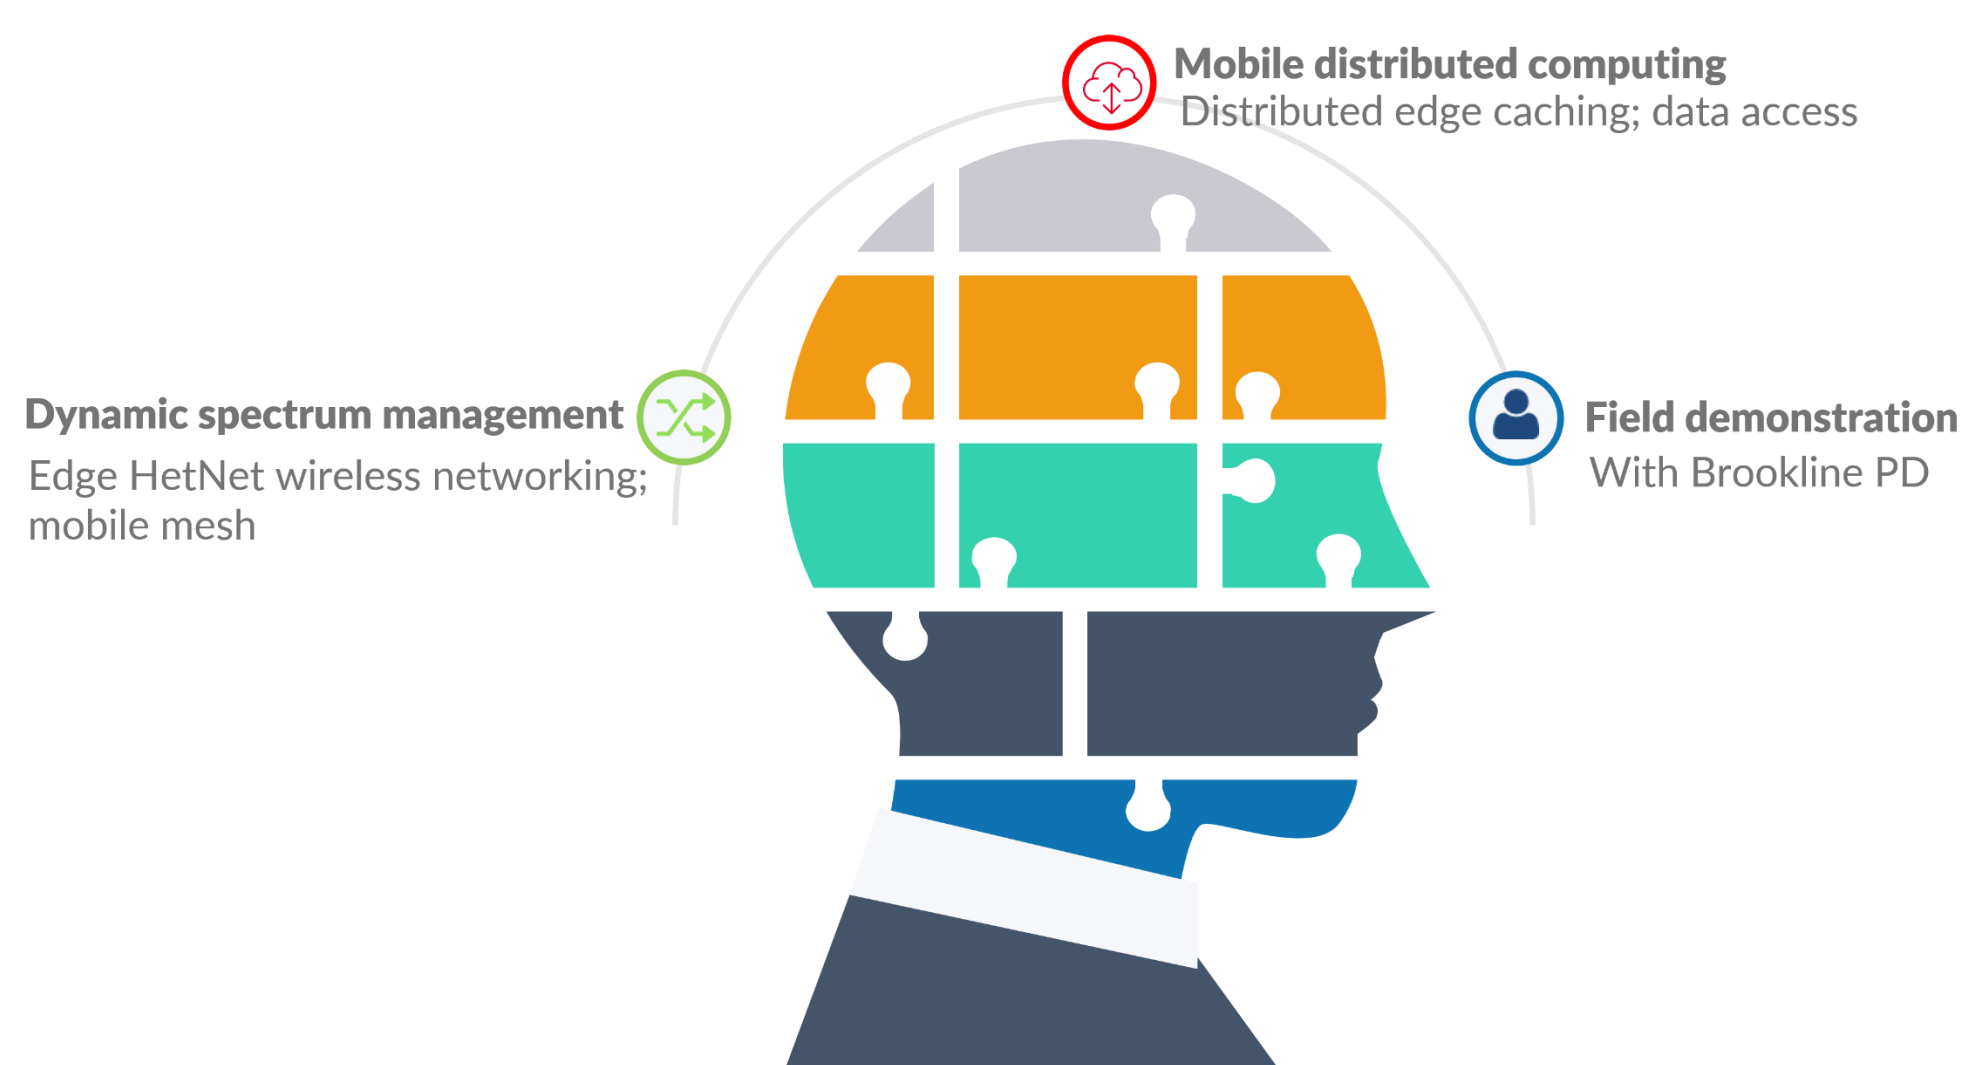 Mobile distributed computing
Distributed edge caching; data access
Dynamic spectrum management
Edge HetNet wireless networking;
mobile mesh
Field demonstration
With Brookline PD